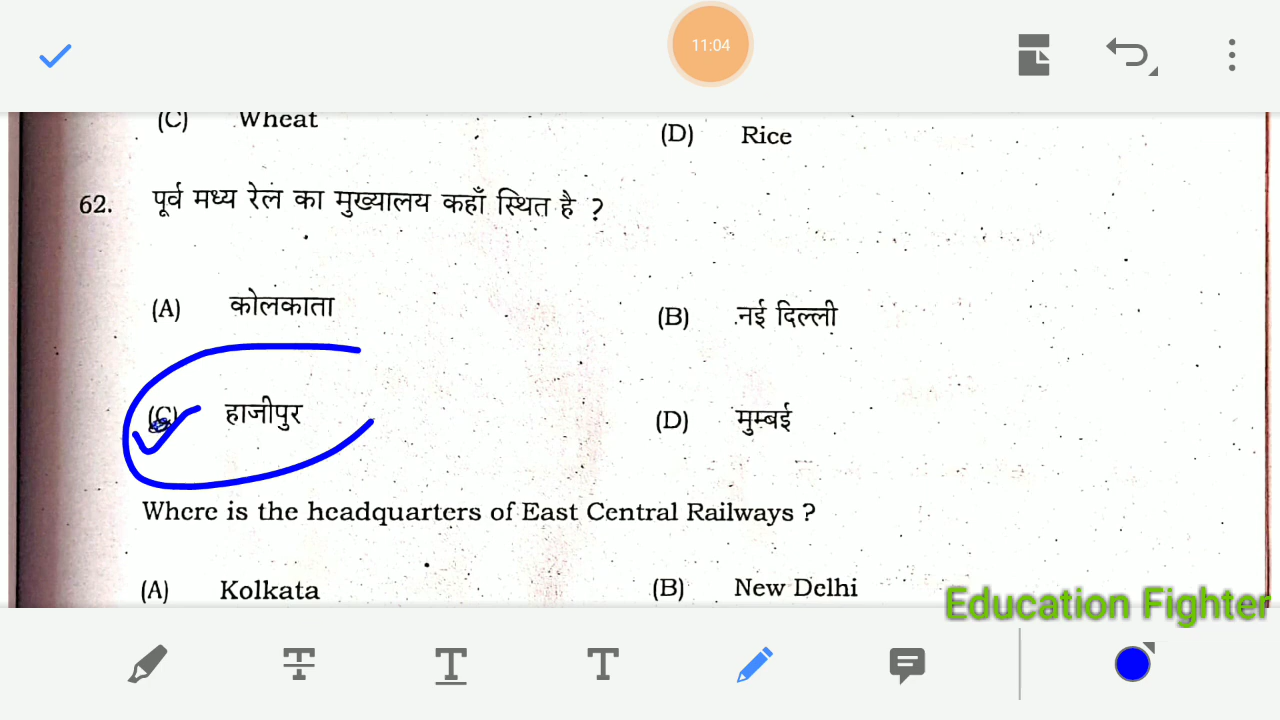 11:04
(C) Wheat (D) Rice
62. पूर्व मध्य रेल का मुख्यालय कहाँ स्थित है ?
(A) कोलकाता (B) नई दिल्ली
(C) हाजीपुर (D) मुम्बई
Where is the headquarters of East Central Railways ?
(A) Kolkata (B) New Delhi
Education Fighter
T T T